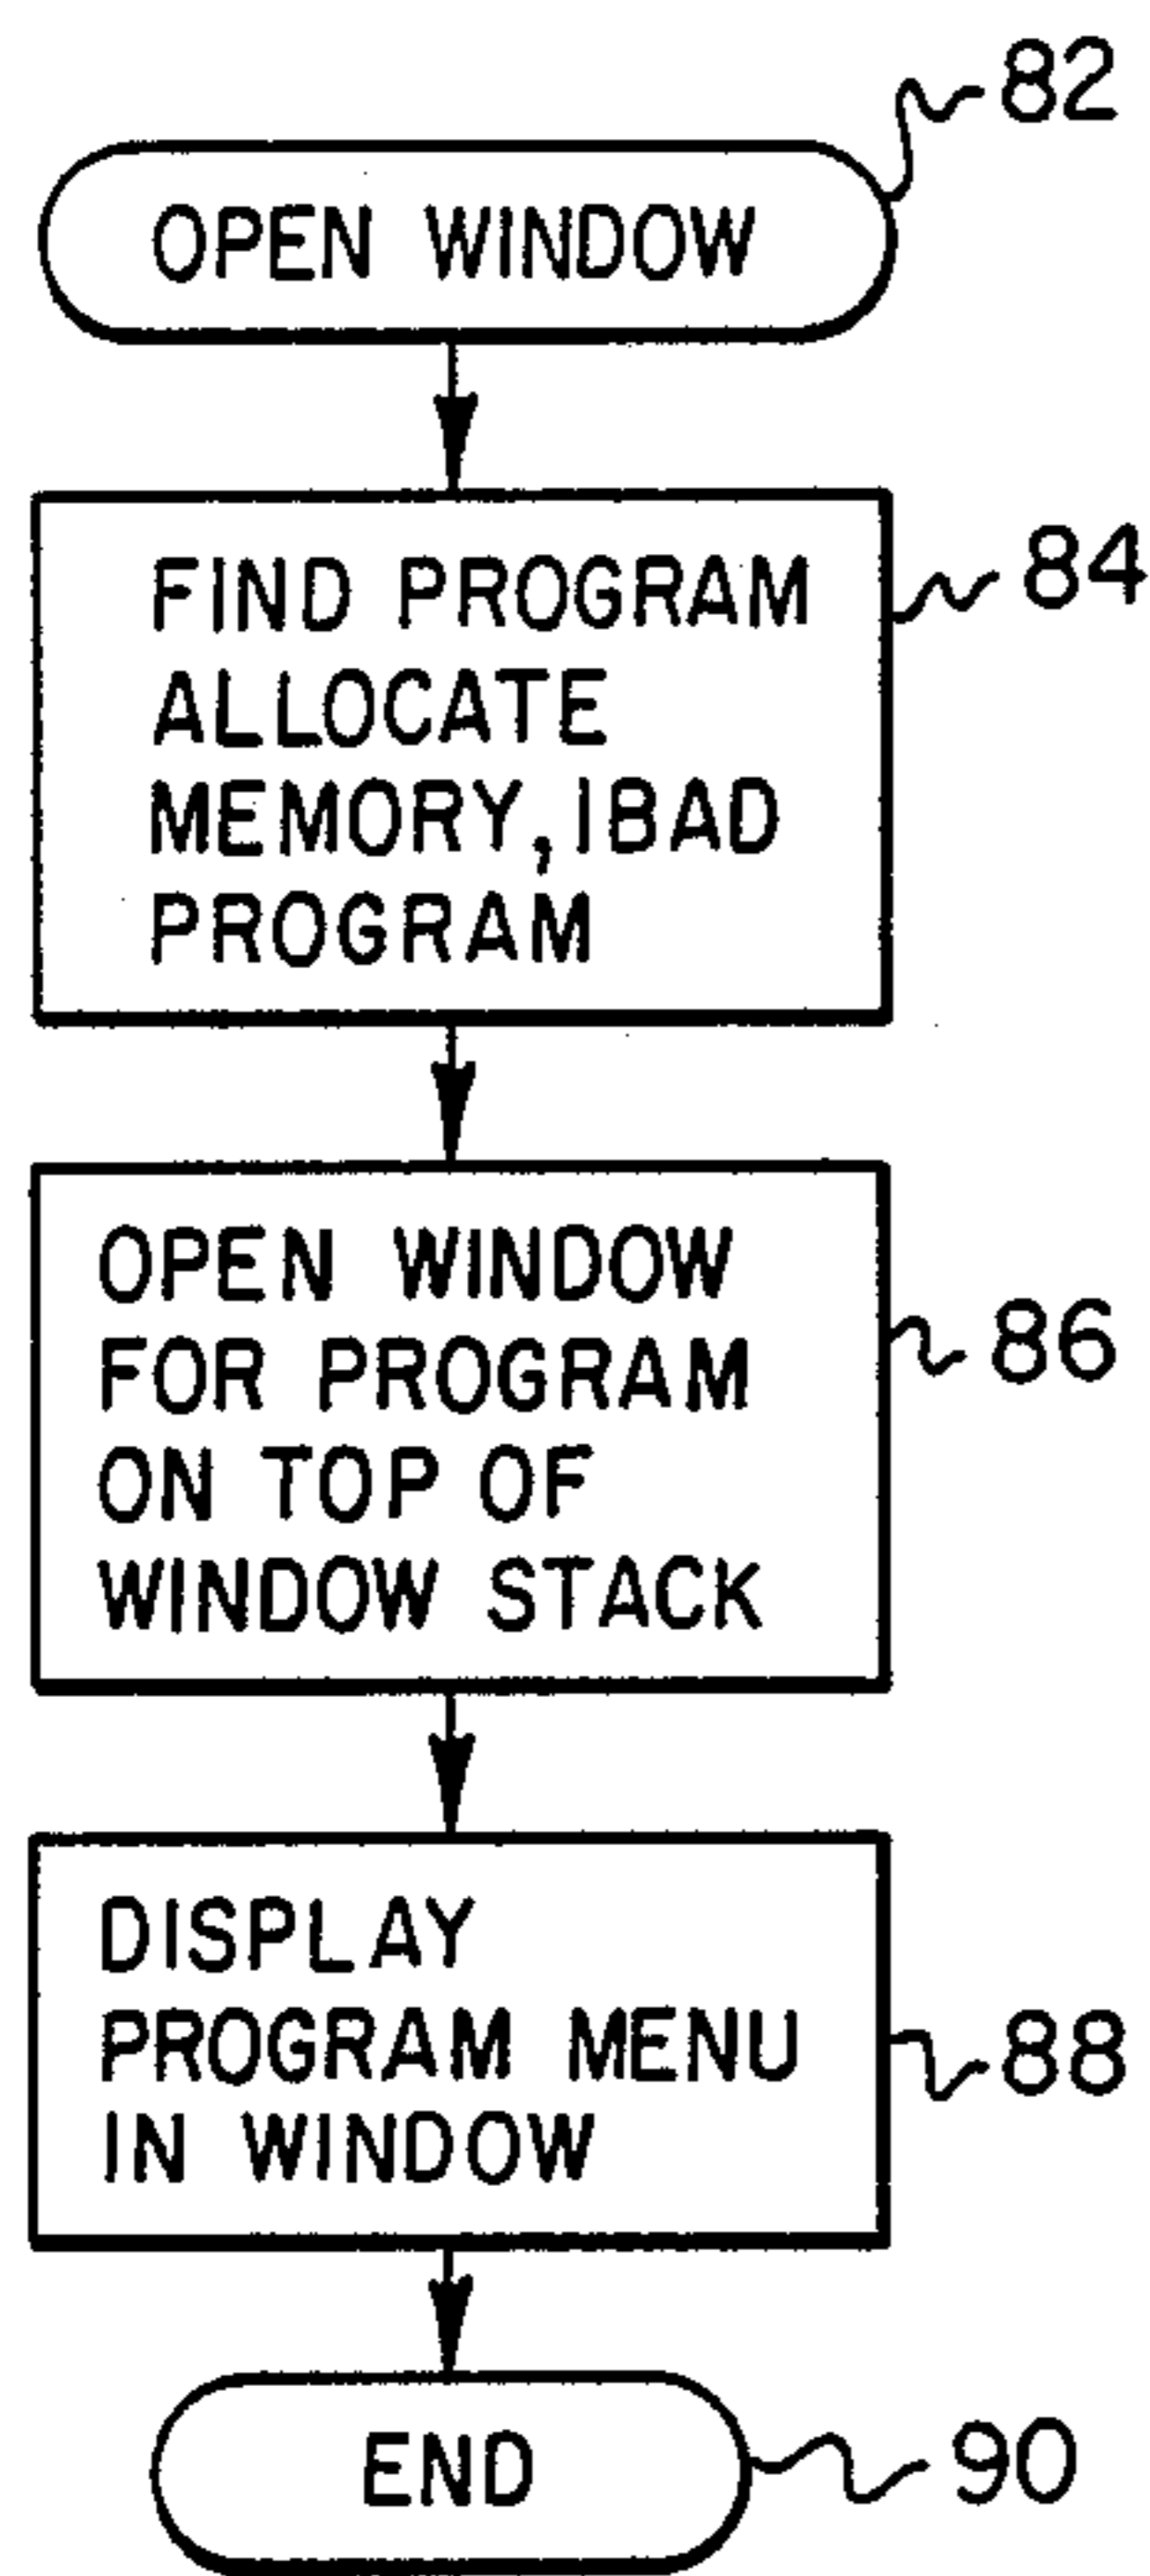 82
OPEN WINDOW
84
FIND PROGRAM
ALLOCATE
MEMORY, IBAD
PROGRAM
86
OPEN WINDOW
FOR PROGRAM
ON TOP OF
WINDOW STACK
88
DISPLAY
PROGRAM MENU
IN WINDOW
END
90